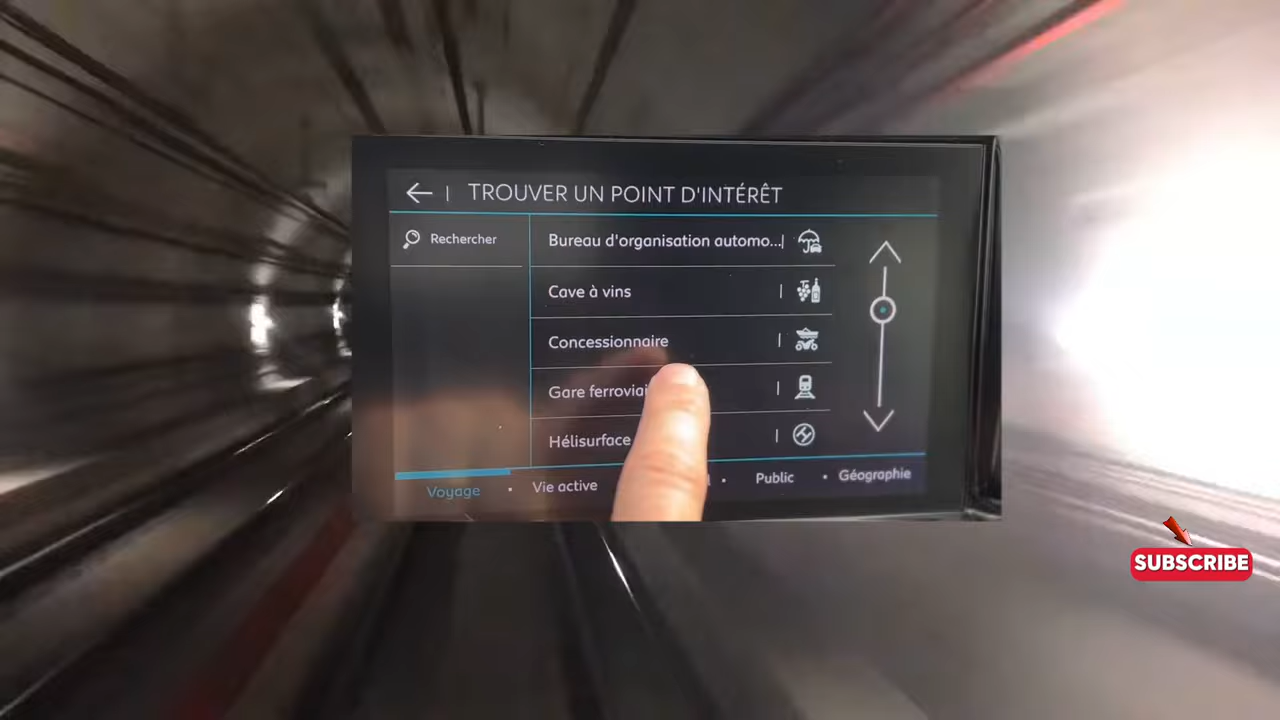 ← | TROUVER UN POINT D'INTÉRÊT
Rechercher
Bureau d'organisation automo...|
Cave à vins |
Concessionnaire |
Gare |
Hélisurface |
Voyage · Vie active · Public · Géographie
SUBSCRIBE